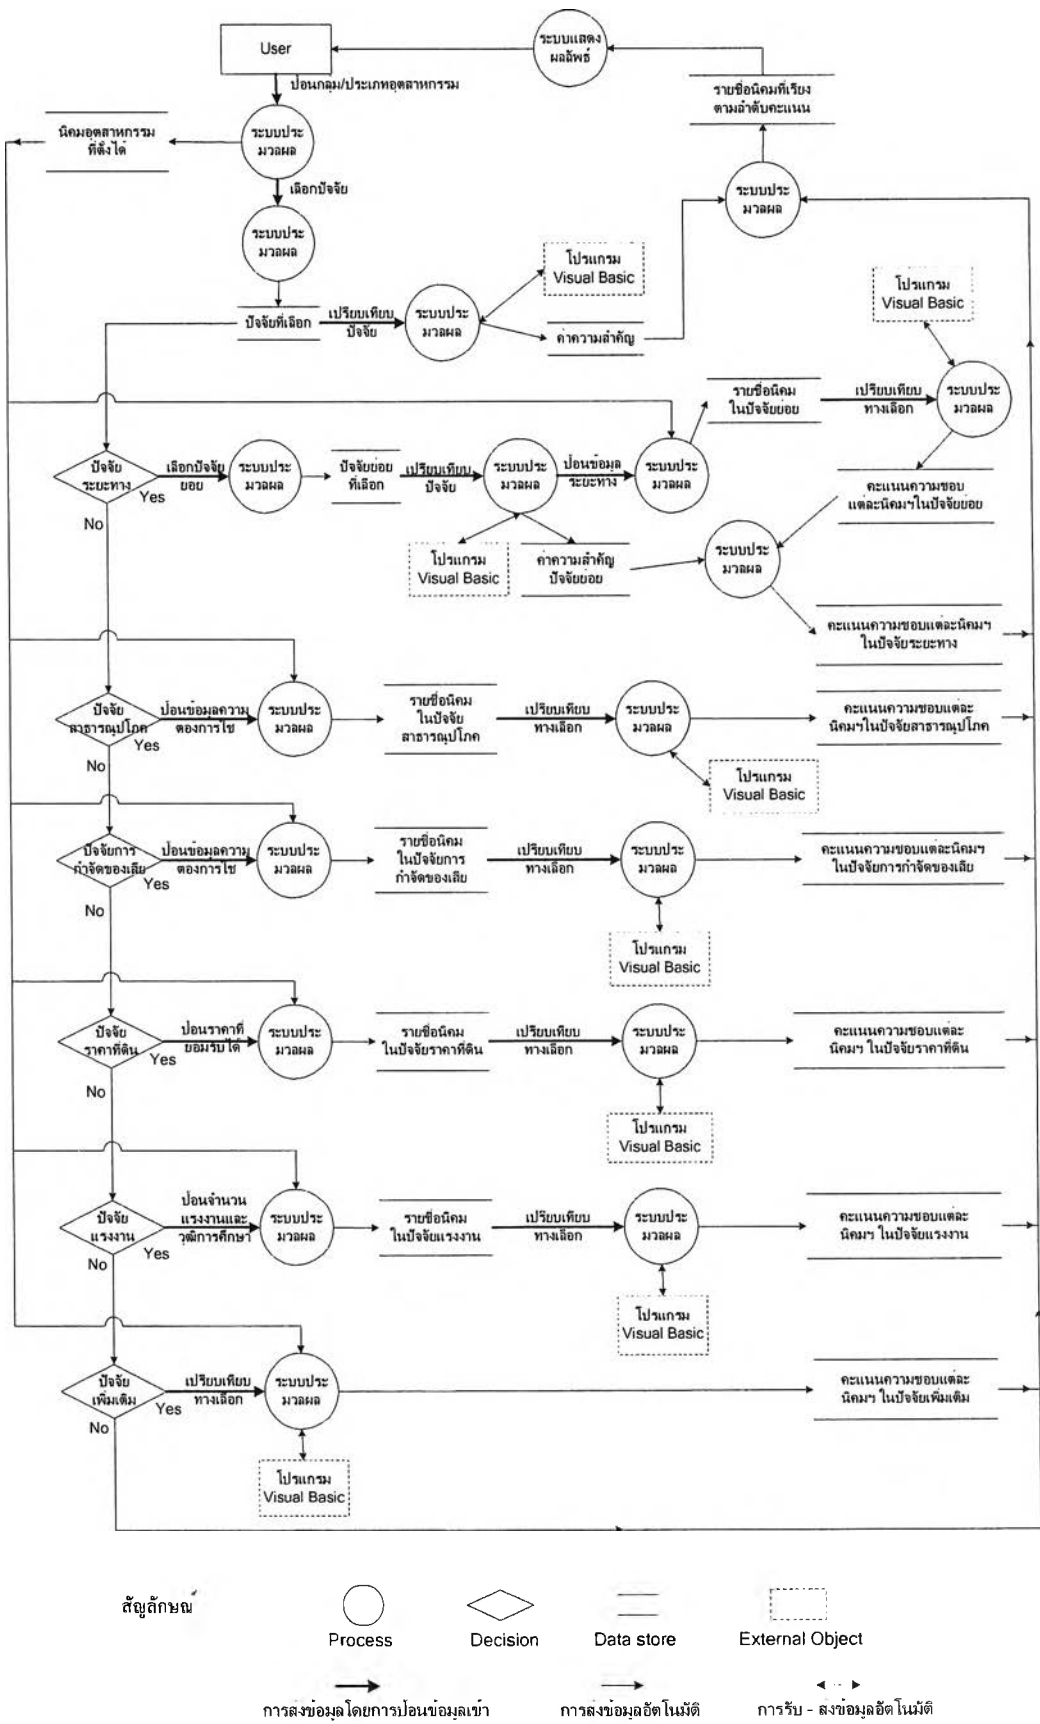 User
ระบบแสดง
ผลลัพธ์
ป้อนกลุ่ม/ประเภทอุตสาหกรรม
รายชื่อนิคมที่เรียง
ตามลำดับคะแนน
นิคมอุตสาหกรรม
ที่ตั้งได้
ระบบประ
มวลผล
เลือกปัจจัย
ระบบประ
มวลผล
ระบบประ
มวลผล
โปรแกรม
Visual Basic
โปรแกรม
Visual Basic
ปัจจัยที่เลือก
เปรียบเทียบ
ปัจจัย
ระบบประ
มวลผล
ค่าความสำคัญ
รายชื่อนิคม
ในปัจจัยย่อย
เปรียบเทียบ
ทางเลือก
ระบบประ
มวลผล
ปัจจัย
ระยะทาง
Yes
No
เลือกปัจจัย
ย่อย
ระบบประ
มวลผล
ปัจจัยย่อย
ที่เลือก
เปรียบเทียบ
ปัจจัย
ระบบประ
มวลผล
ป้อนข้อมูล
ระยะทาง
ระบบประ
มวลผล
คะแนนความชอบ
แต่ละนิคมฯในปัจจัยย่อย
โปรแกรม
Visual Basic
ค่าความสำคัญ
ปัจจัยย่อย
ระบบประ
มวลผล
คะแนนความชอบแต่ละนิคมฯ
ในปัจจัยระยะทาง
ปัจจัย
สาธารณูปโภค
Yes
No
ป้อนข้อมูลความ
ต้องการใช้
ระบบประ
มวลผล
รายชื่อนิคม
ในปัจจัย
สาธารณูปโภค
เปรียบเทียบ
ทางเลือก
ระบบประ
มวลผล
คะแนนความชอบแต่ละ
นิคมฯในปัจจัยสาธารณูปโภค
โปรแกรม
Visual Basic
ปัจจัยการ
กำจัดของเสีย
Yes
No
ป้อนข้อมูลความ
ต้องการใช้
ระบบประ
มวลผล
รายชื่อนิคม
ในปัจจัยการ
กำจัดของเสีย
เปรียบเทียบ
ทางเลือก
ระบบประ
มวลผล
คะแนนความชอบแต่ละนิคมฯ
ในปัจจัยการกำจัดของเสีย
โปรแกรม
Visual Basic
ปัจจัย
ราคาที่ดิน
Yes
No
ป้อนราคาที่
ยอมรับได้
ระบบประ
มวลผล
รายชื่อนิคม
ในปัจจัยราคาที่ดิน
เปรียบเทียบ
ทางเลือก
ระบบประ
มวลผล
คะแนนความชอบแต่ละ
นิคมฯ ในปัจจัยราคาที่ดิน
โปรแกรม
Visual Basic
ปัจจัย
แรงงาน
Yes
No
ป้อนจำนวน
แรงงานและ
วุฒิการศึกษา
ระบบประ
มวลผล
รายชื่อนิคม
ในปัจจัยแรงงาน
เปรียบเทียบ
ทางเลือก
ระบบประ
มวลผล
คะแนนความชอบแต่ละ
นิคมฯ ในปัจจัยแรงงาน
โปรแกรม
Visual Basic
ปัจจัย
เพิ่มเติม
Yes
No
เปรียบเทียบ
ทางเลือก
ระบบประ
มวลผล
คะแนนความชอบแต่ละ
นิคมฯ ในปัจจัยเพิ่มเติม
โปรแกรม
Visual Basic
สัญลักษณ์
Process
Decision
Data store
External Object
การส่งข้อมูลโดยการป้อนข้อมูลเข้า
การส่งข้อมูลอัตโนมัติ
การรับ - ส่งข้อมูลอัตโนมัติ